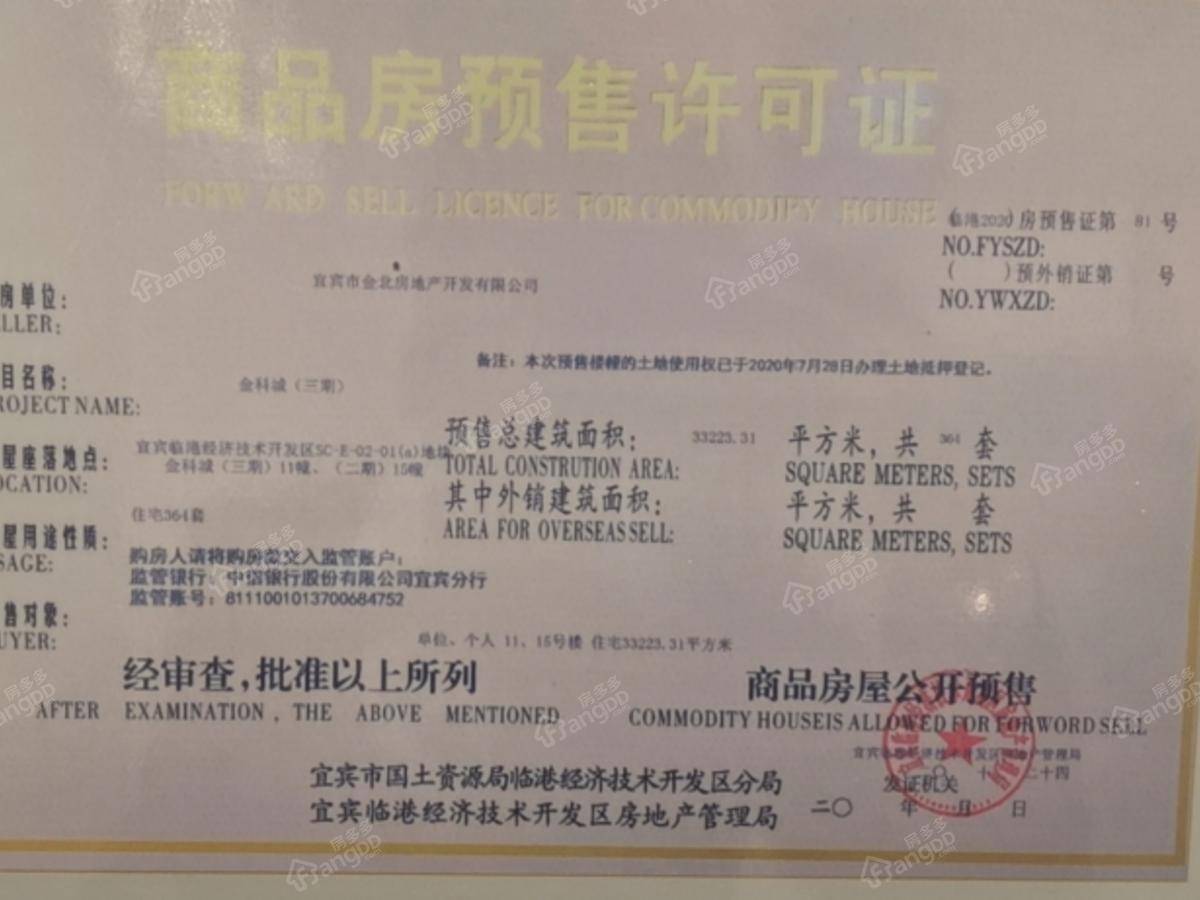 商品房预售许可证
FORWARD SELL LICENCE FOR COMMODIFY HOUSE
(临港2020)房预售证第 81 号
NO.FYSZD:
( )预外销证第 号
NO.YWXZD:
房单位: 宜宾市金北房地产开发有限公司
LLER:
备注:本次预售楼幢的土地使用权已于2020年7月28日办理土地抵押登记。
目名称: 金科城(三期)
ROJECT NAME:
预售总建筑面积: 33223.31 平方米, 共 364 套
TOTAL CONSTRUTION AREA: SQUARE METERS, SETS
屋座落地点: 宜宾临港经济技术开发区SC-E-02-01(a)地块
金科城(三期)11幢、(二期)15幢
OCATION:
其中外销建筑面积: 平方米, 共 套
AREA FOR OVERSEAS SELL: SQUARE METERS, SETS
屋用途性质: 住宅364套
SAGE:
购房人请将购房款交入监管账户:
监管银行: 中信银行股份有限公司宜宾分行
监管账号: 8111001013700684752
售对象:
UYER: 单位、个人 11、15号楼 住宅33223.31平方米
经审查,批准以上所列 商品房屋公开预售
AFTER EXAMINATION, THE ABOVE MENTIONED COMMODITY HOUSEIS ALLOWED FOR FORWORD SELL
宜宾市国土资源局临港经济技术开发区分局
宜宾临港经济技术开发区房地产管理局
发证机关
二〇 年 月 日
十 二十四
房多多
angDD